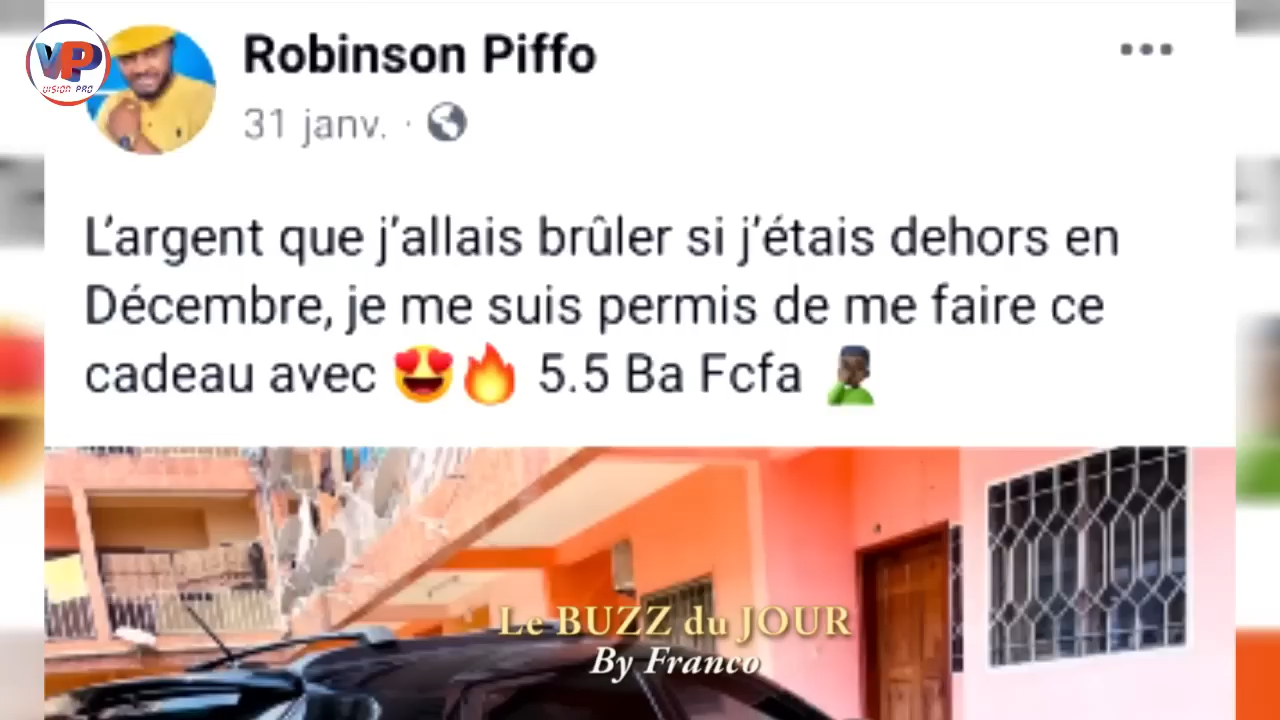 VP
VISION PRO
Robinson Piffo
31 janv. ·
L'argent que j'allais brûler si j'étais dehors en
Décembre, je me suis permis de me faire ce
cadeau avec 😍🔥 5.5 Ba Fcfa 🤦🏿‍♂️
Le BUZZ du JOUR
By Franco